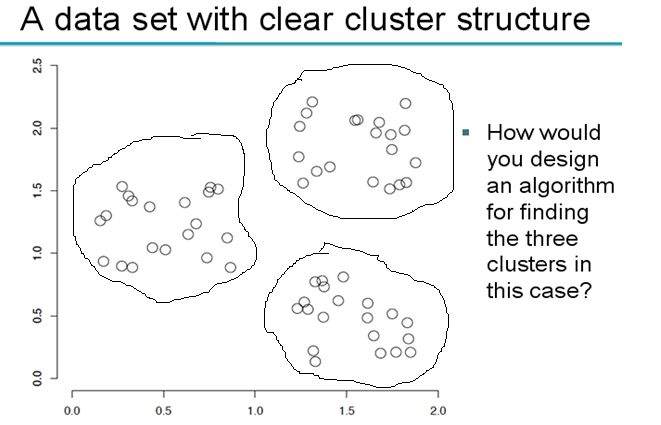 A data set with clear cluster structure
2.5
2.0
1.5
1.0
0.5
0.0
0.0 0.5 1.0 1.5 2.0
How would
you design
an algorithm
for finding
the three
clusters in
this case?